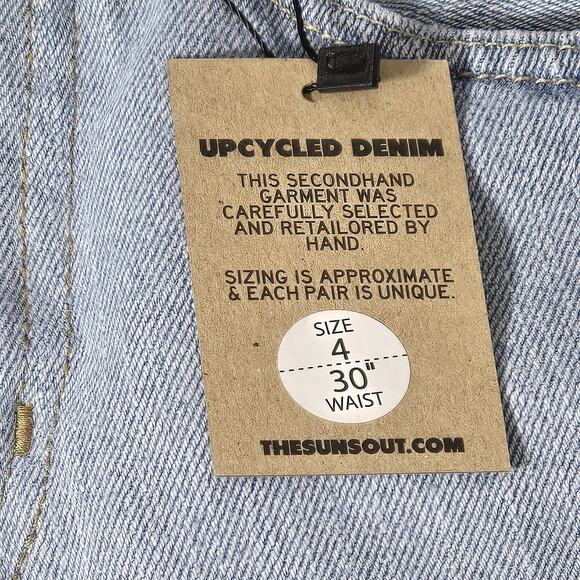 UPCYCLED DENIM
THIS SECONDHAND
GARMENT WAS
CAREFULLY SELECTED
AND RETAILORED BY
HAND.
SIZING IS APPROXIMATE
& EACH PAIR IS UNIQUE.
SIZE
4
30"
WAIST
THESUNSOUT.COM